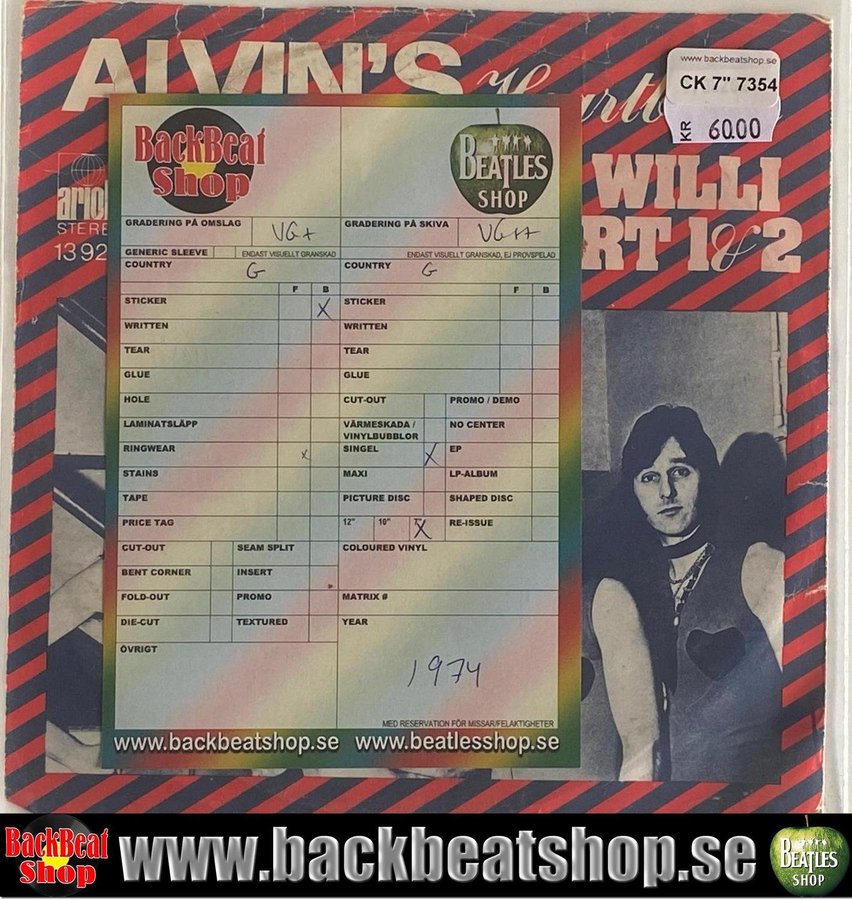 ALVIN'S
www.backbeatshop.se
CK 7" 7354
KR 60.00
BackBeat
Shop
BEATLES
SHOP
WILLI
RT 1&2
STERE
13 92
GRADERING PÅ OMSLAG VG+ GRADERING PÅ SKIVA VG++
GENERIC SLEEVE ENDAST VISUELLT GRANSKAD ENDAST VISUELLT GRANSKAD, EJ PROVSPELAD
COUNTRY G COUNTRY G
F B F B
STICKER X STICKER
WRITTEN WRITTEN
TEAR TEAR
GLUE GLUE
HOLE CUT-OUT PROMO / DEMO
LAMINATSLÄPP VÄRMESKADA / VINYLBUBBLOR NO CENTER
RINGWEAR x SINGEL X EP
STAINS MAXI LP-ALBUM
TAPE PICTURE DISC SHAPED DISC
PRICE TAG 12" 10" X RE-ISSUE
CUT-OUT SEAM SPLIT COLOURED VINYL
BENT CORNER INSERT
FOLD-OUT PROMO MATRIX #
DIE-CUT TEXTURED YEAR
ÖVRIGT
1974
MED RESERVATION FÖR MISSAR/FELAKTIGHETER
www.backbeatshop.se www.beatlesshop.se
BackBeat
Shop
www.backbeatshop.se
BEATLES
SHOP